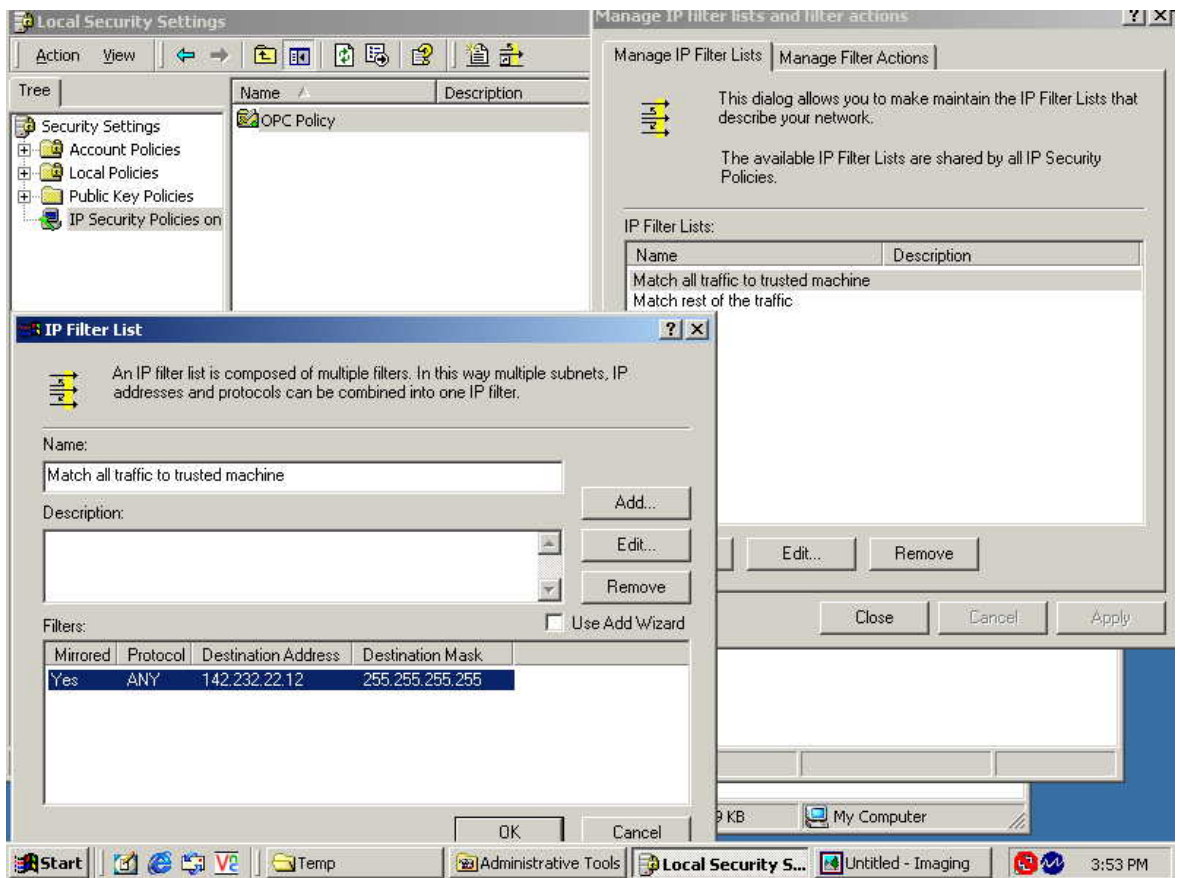 Local Security Settings
Action View
Tree
Security Settings
Account Policies
Local Policies
Public Key Policies
IP Security Policies on
Name Description
OPC Policy
Manage IP filter lists and filter actions
Manage IP Filter Lists Manage Filter Actions
This dialog allows you to make maintain the IP Filter Lists that
describe your network.
The available IP Filter Lists are shared by all IP Security
Policies.
IP Filter Lists:
Name Description
Match all traffic to trusted machine
Match rest of the traffic
Edit... Remove
Close Cancel Apply
IP Filter List
An IP filter list is composed of multiple filters. In this way multiple subnets, IP
addresses and protocols can be combined into one IP filter.
Name:
Match all traffic to trusted machine
Add...
Description:
Edit...
Remove
Filters: Use Add Wizard
Mirrored Protocol Destination Address Destination Mask
Yes ANY 142.232.22.12 255.255.255.255
OK Cancel
KB My Computer
Start Temp Administrative Tools Local Security S... Untitled - Imaging 3:53 PM